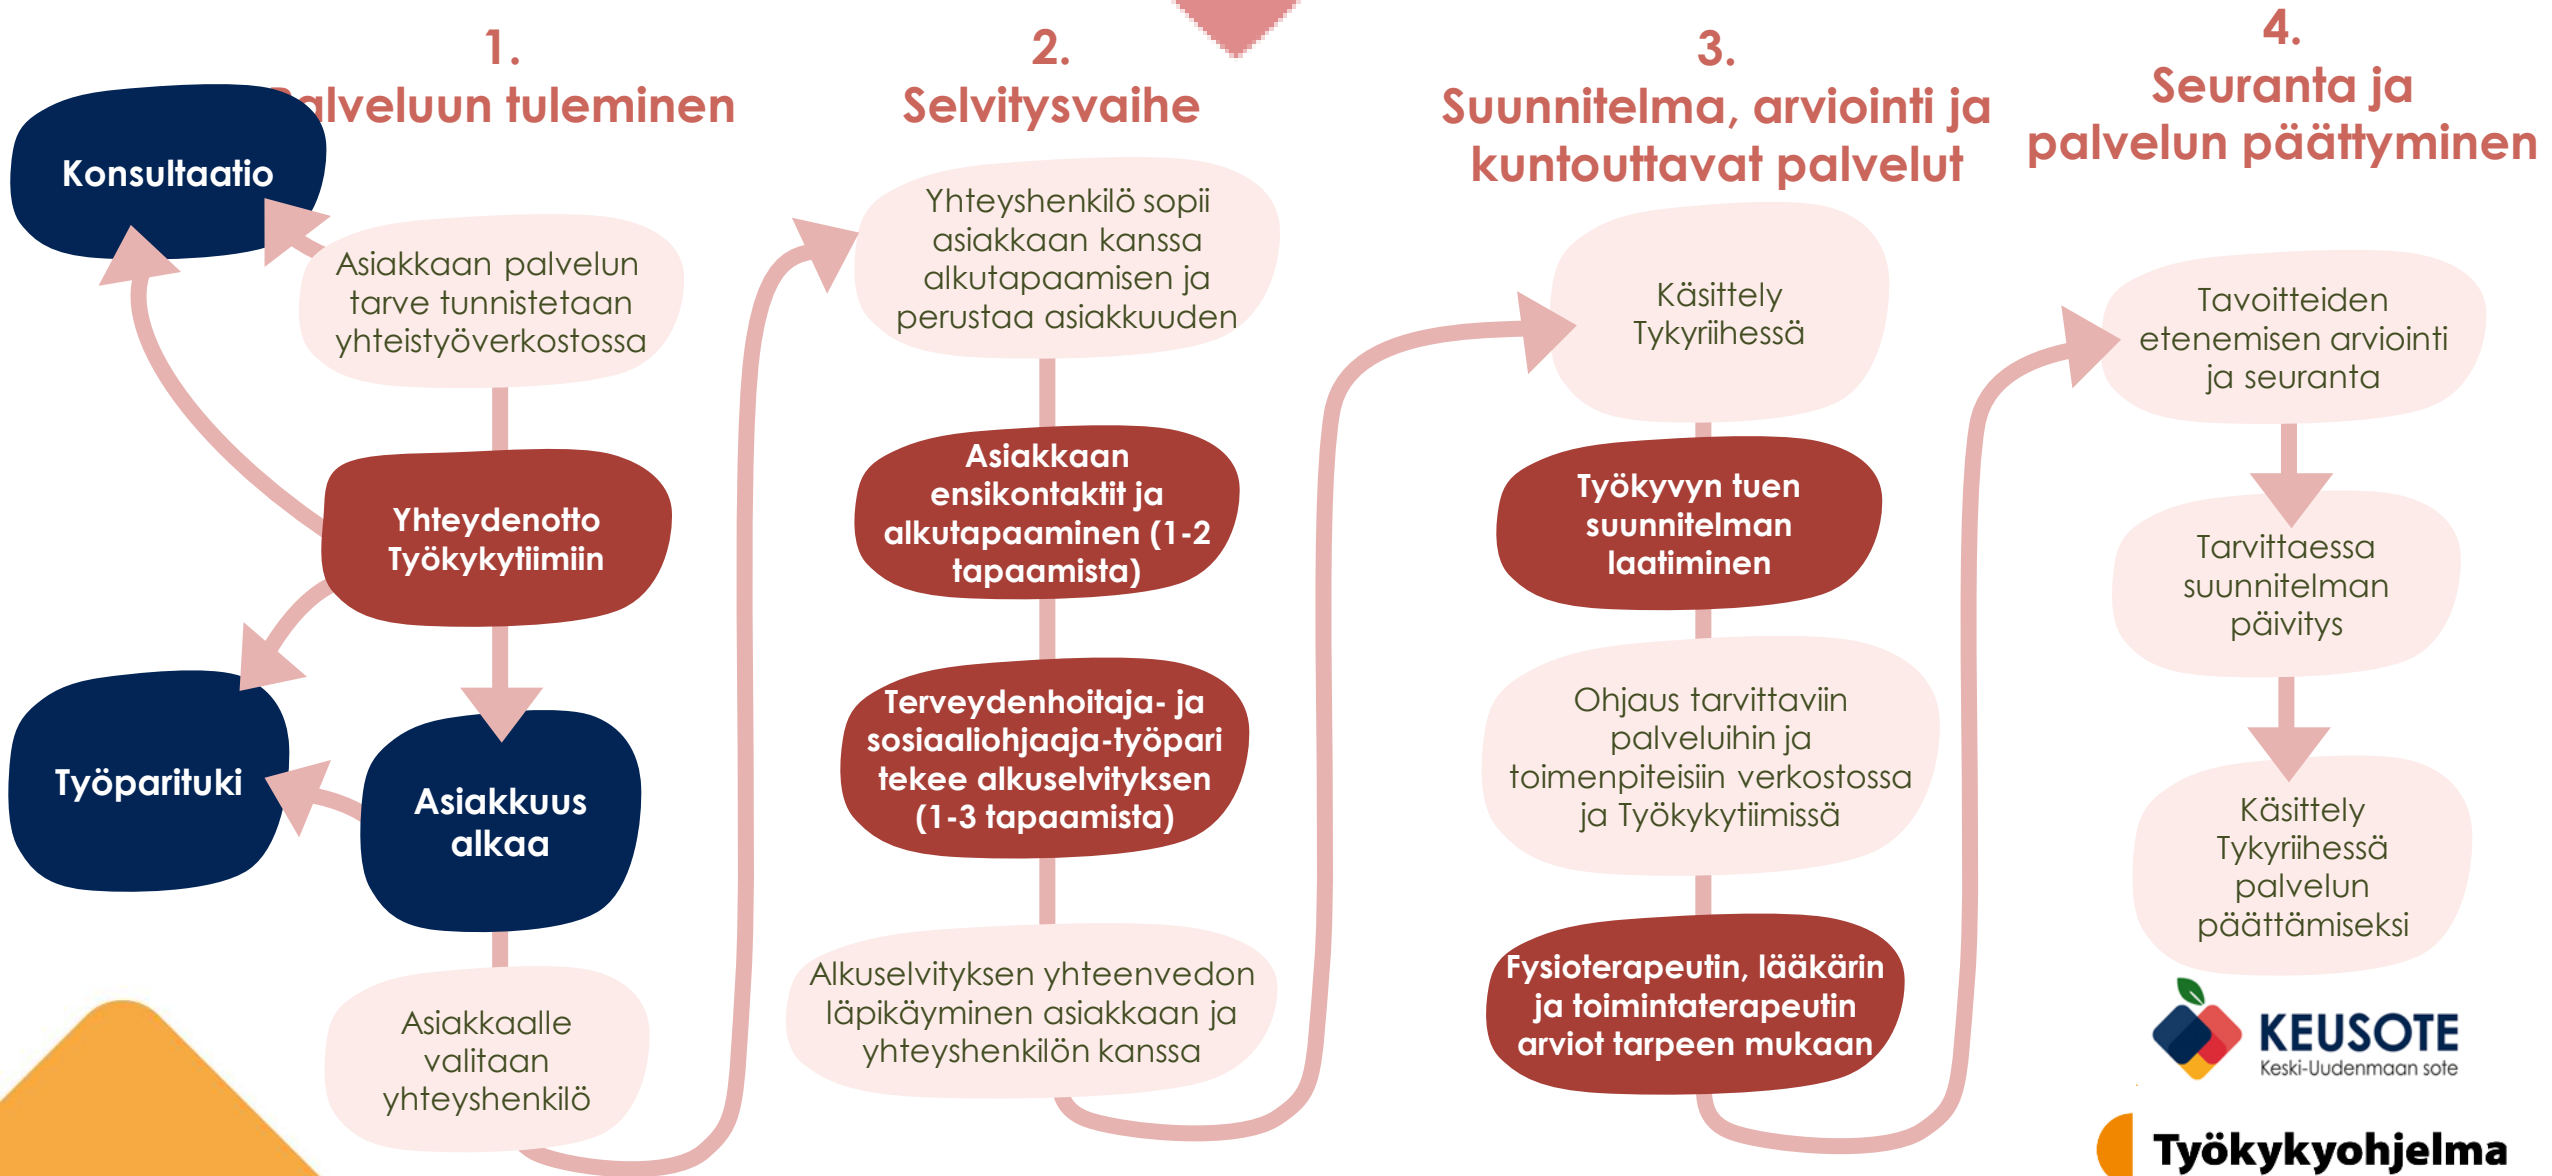 1.
Palveluun tuleminen
Konsultaatio
Asiakkaan palvelun
tarve tunnistetaan
yhteistyöverkostossa
Yhteydenotto
Työkykytiimiin
Työparituki
Asiakkuus
alkaa
Asiakkaalle
valitaan
yhteyshenkilö
2.
Selvitysvaihe
Yhteyshenkilö sopii
asiakkaan kanssa
alkutapaamisen ja
perustaa asiakkuuden
Asiakkaan
ensikontaktit ja
alkutapaaminen (1-2
tapaamista)
Terveydenhoitaja- ja
sosiaaliohjaaja-työpari
tekee alkuselvityksen
(1-3 tapaamista)
Alkuselvityksen yhteenvedon
läpikäyminen asiakkaan ja
yhteyshenkilön kanssa
3.
Suunnitelma, arviointi ja
kuntouttavat palvelut
Käsittely
Tykyriihessä
Työkyvyn tuen
suunnitelman
laatiminen
Ohjaus tarvittaviin
palveluihin ja
toimenpiteisiin verkostossa
ja Työkykytiimissä
Fysioterapeutin, lääkärin
ja toimintaterapeutin
arviot tarpeen mukaan
4.
Seuranta ja
palvelun päättyminen
Tavoitteiden
etenemisen arviointi
ja seuranta
Tarvittaessa
suunnitelman
päivitys
Käsittely
Tykyriihessä
palvelun
päättämiseksi
KEUSOTE
Keski-Uudenmaan sote
Työkykyohjelma